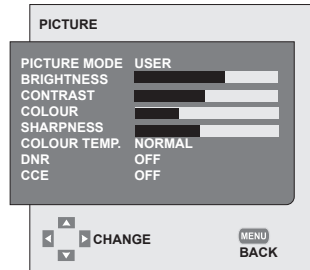 PICTURE
PICTURE MODE USER
BRIGHTNESS
CONTRAST
COLOUR
SHARPNESS
COLOUR TEMP. NORMAL
DNR OFF
CCE OFF
CHANGE
MENU
BACK